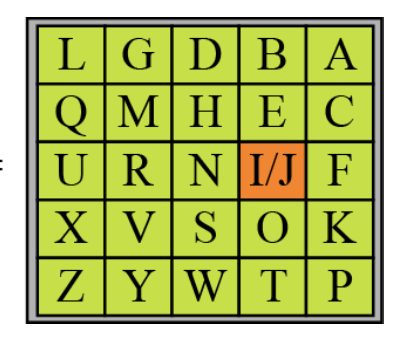 L G D B A
Q M H E C
U R N I/J F
X V S O K
Z Y W T P